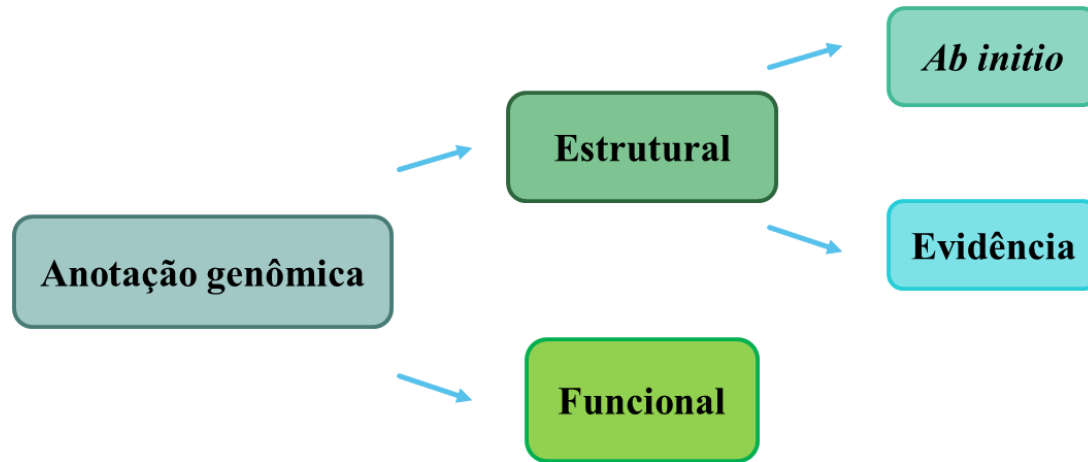 Ab initio
Estrutural
Evidência
Anotação genômica
Funcional